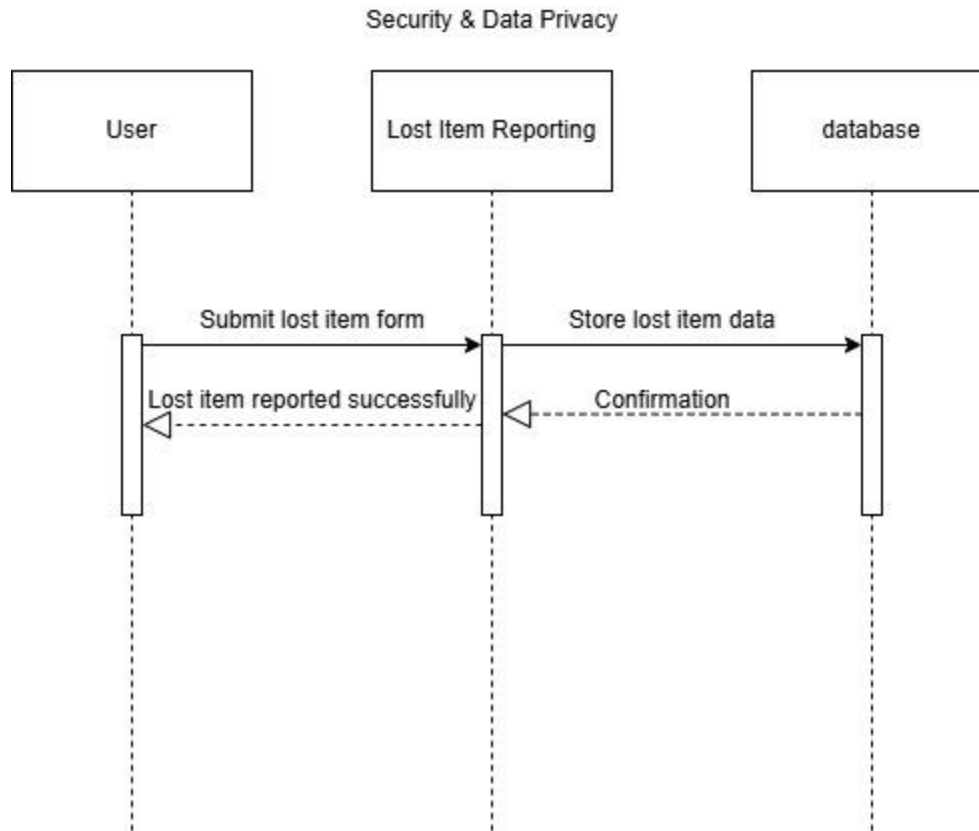 Security & Data Privacy
User
Lost Item Reporting
database
Submit lost item form
Store lost item data
Lost item reported successfully
Confirmation